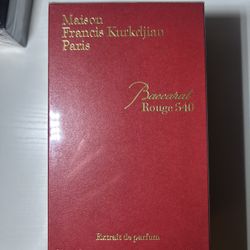 Maison
Francis Kurkdjian
Paris
Baccarat
Rouge 540
Extrait de parfum